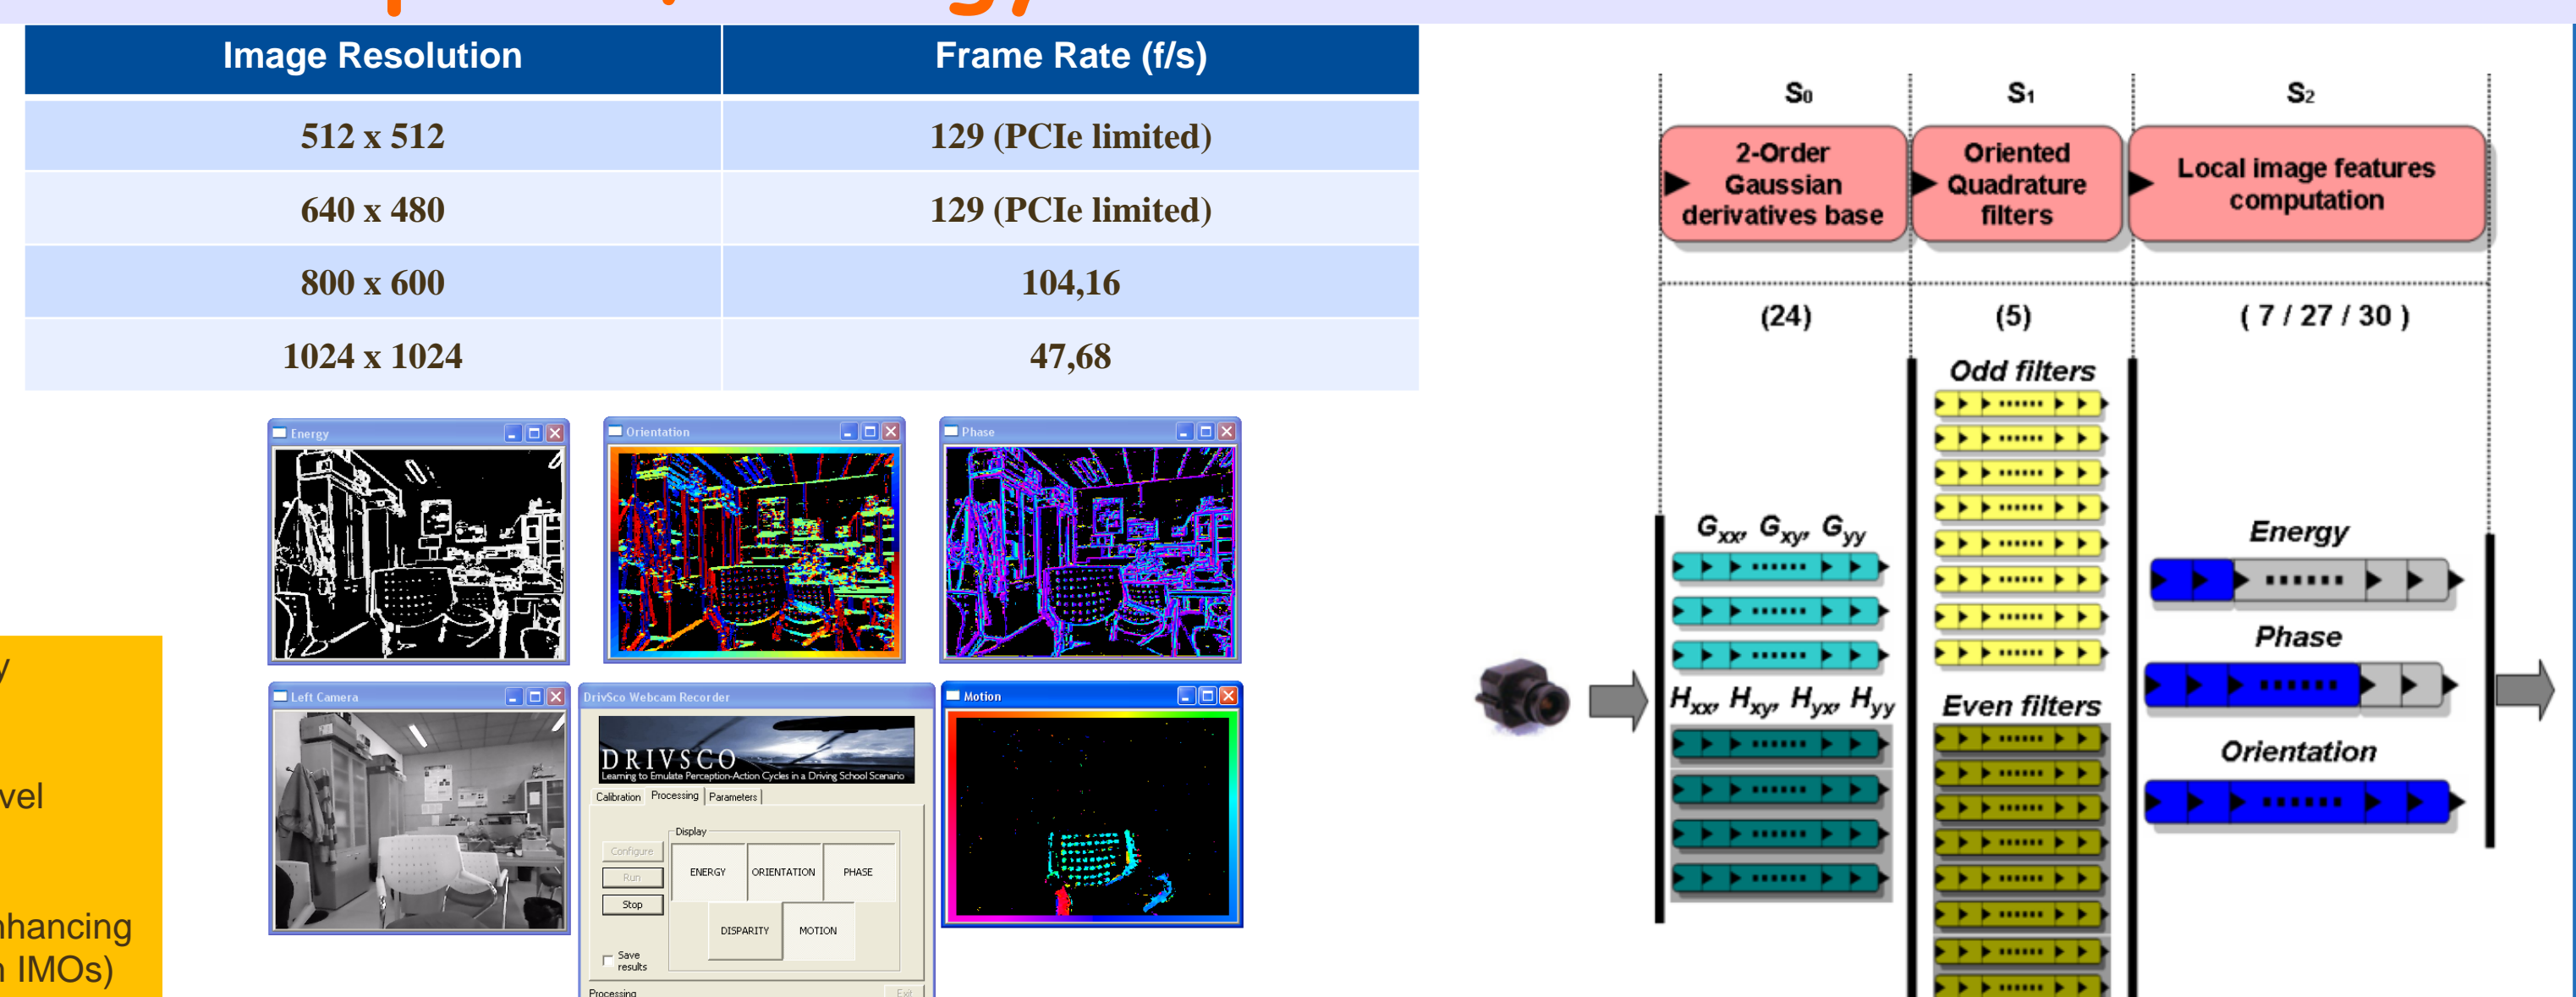 Image Resolution Frame Rate (f/s)
512 x 512 129 (PCIe limited)
640 x 480 129 (PCIe limited)
800 x 600 104,16
1024 x 1024 47,68
Energy
Orientation
Phase
Left Camera
DrivSco Webcam Recorder
DRIVSCO
Learning to Emulate Perception-Action Cycles in a Driving School Scenario
Calibration Processing Parameters
Display
Configure
Run
Stop
ENERGY ORIENTATION PHASE
DISPARITY MOTION
Save
results
Processing Exit
Motion
y
vel
nhancing
n IMOs)
S0 S1 S2
2-Order
Gaussian
derivatives base
Oriented
Quadrature
filters
Local image features
computation
(24) (5) ( 7 / 27 / 30 )
Odd filters
Gxx, Gxy, Gyy
Hxx, Hxy, Hyx, Hyy
Even filters
Energy
Phase
Orientation